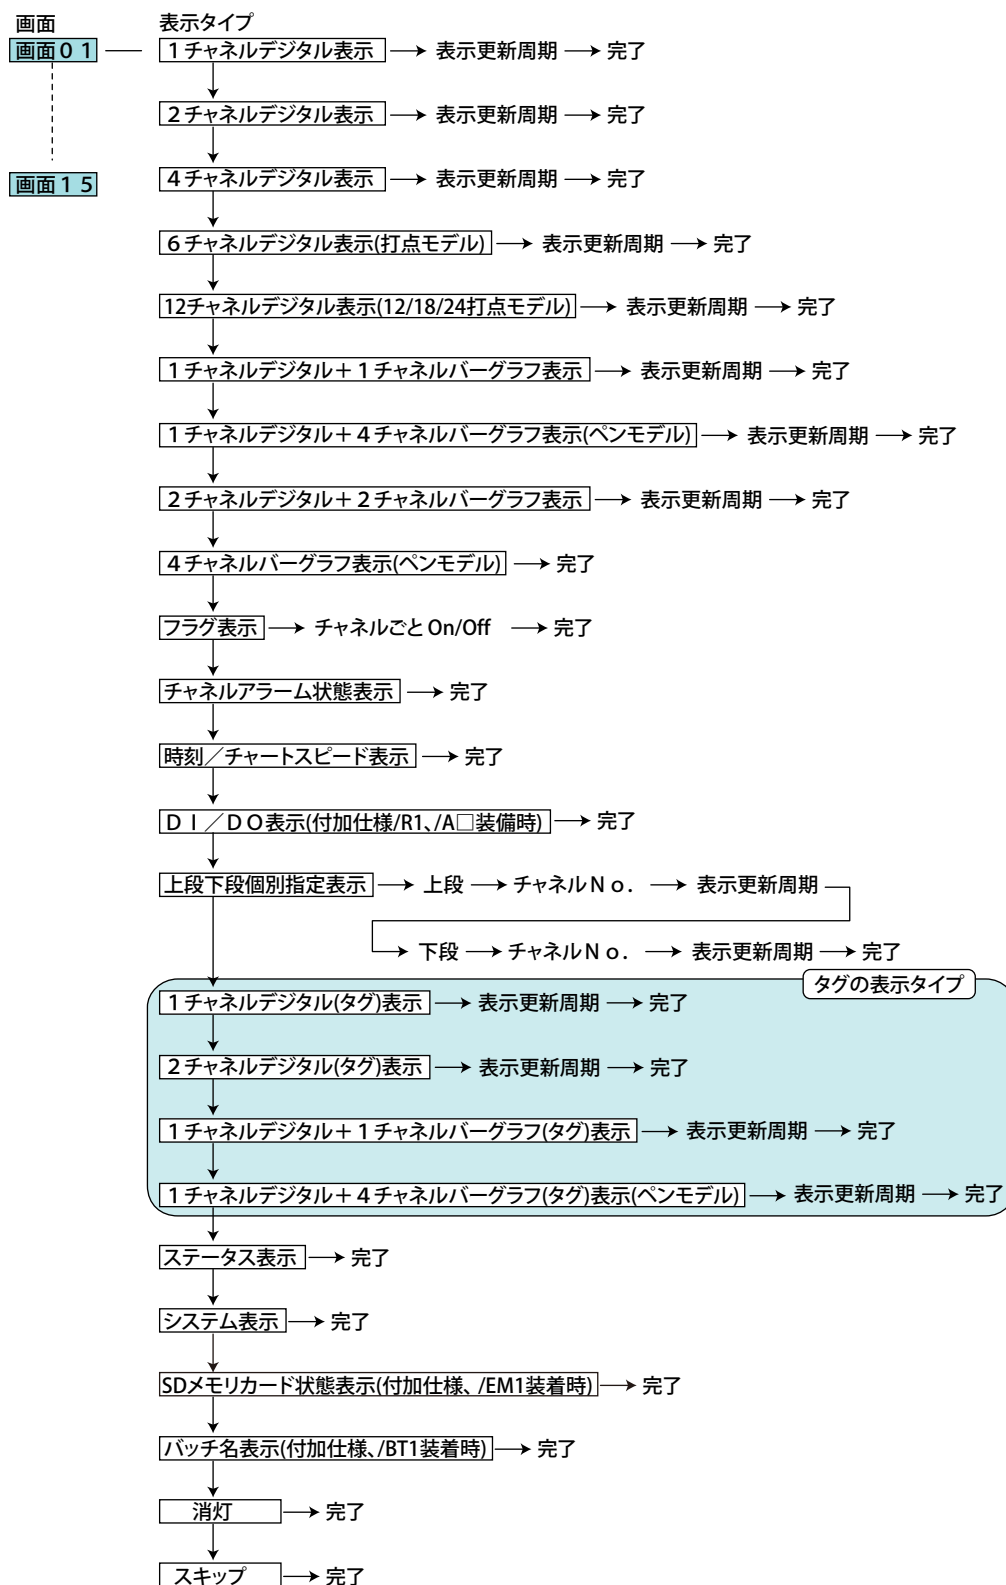 画面 表示タイプ
画面０１ １チャネルデジタル表示 表示更新周期 完了
２チャネルデジタル表示 表示更新周期 完了
画面１５ ４チャネルデジタル表示 表示更新周期 完了
６チャネルデジタル表示(打点モデル) 表示更新周期 完了
12チャネルデジタル表示(12/18/24打点モデル) 表示更新周期 完了
１チャネルデジタル＋１チャネルバーグラフ表示 表示更新周期 完了
１チャネルデジタル＋４チャネルバーグラフ表示(ペンモデル) 表示更新周期 完了
２チャネルデジタル＋２チャネルバーグラフ表示 表示更新周期 完了
４チャネルバーグラフ表示(ペンモデル) 完了
フラグ表示 チャネルごと On/Off 完了
チャネルアラーム状態表示 完了
時刻／チャートスピード表示 完了
ＤＩ／ＤＯ表示(付加仕様/R1、/A□装備時) 完了
上段下段個別指定表示 上段 チャネルＮｏ． 表示更新周期
下段 チャネルＮｏ． 表示更新周期 完了
タグの表示タイプ
１チャネルデジタル(タグ)表示 表示更新周期 完了
２チャネルデジタル(タグ)表示 表示更新周期 完了
１チャネルデジタル＋１チャネルバーグラフ(タグ)表示 表示更新周期 完了
１チャネルデジタル＋４チャネルバーグラフ(タグ)表示(ペンモデル) 表示更新周期 完了
ステータス表示 完了
システム表示 完了
SDメモリカード状態表示(付加仕様、/EM1装着時) 完了
バッチ名表示(付加仕様、/BT1装着時) 完了
消灯 完了
スキップ 完了